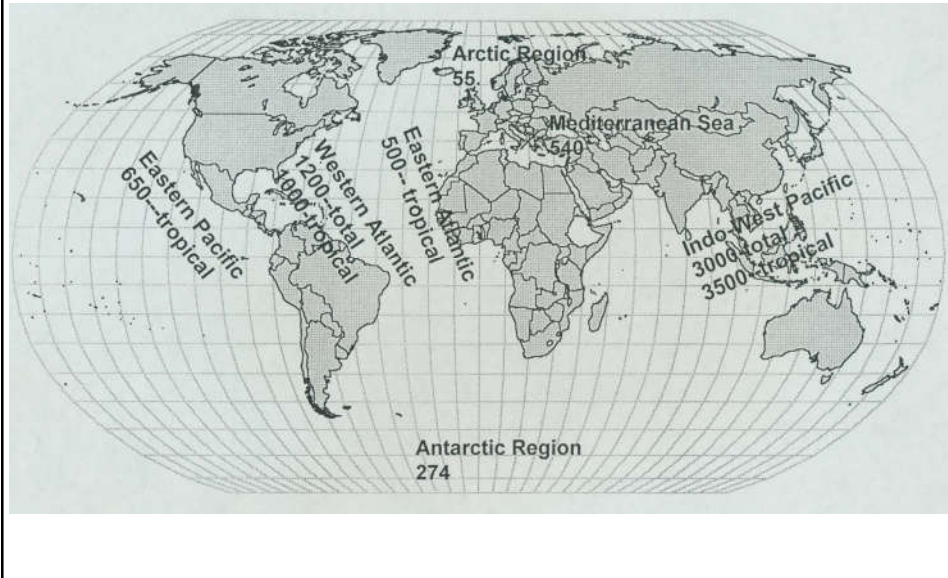 Arctic Region
55
Mediterranean Sea
540
Eastern Pacific
650--tropical
Western Atlantic
1200-total
1000-tropical
Eastern Atlantic
500-- tropical
Indo-West Pacific
3000-total
3500--tropical
Antarctic Region
274